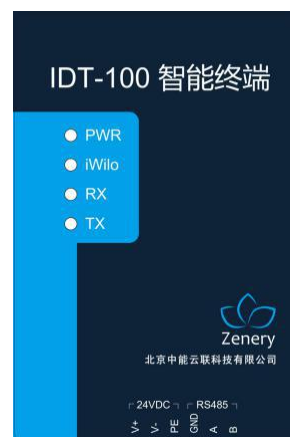 IDT-100 智能终端
PWR
iWilo
RX
TX
Zenery
北京中能云联科技有限公司
24VDC RS485
V+ V- PE GND A B